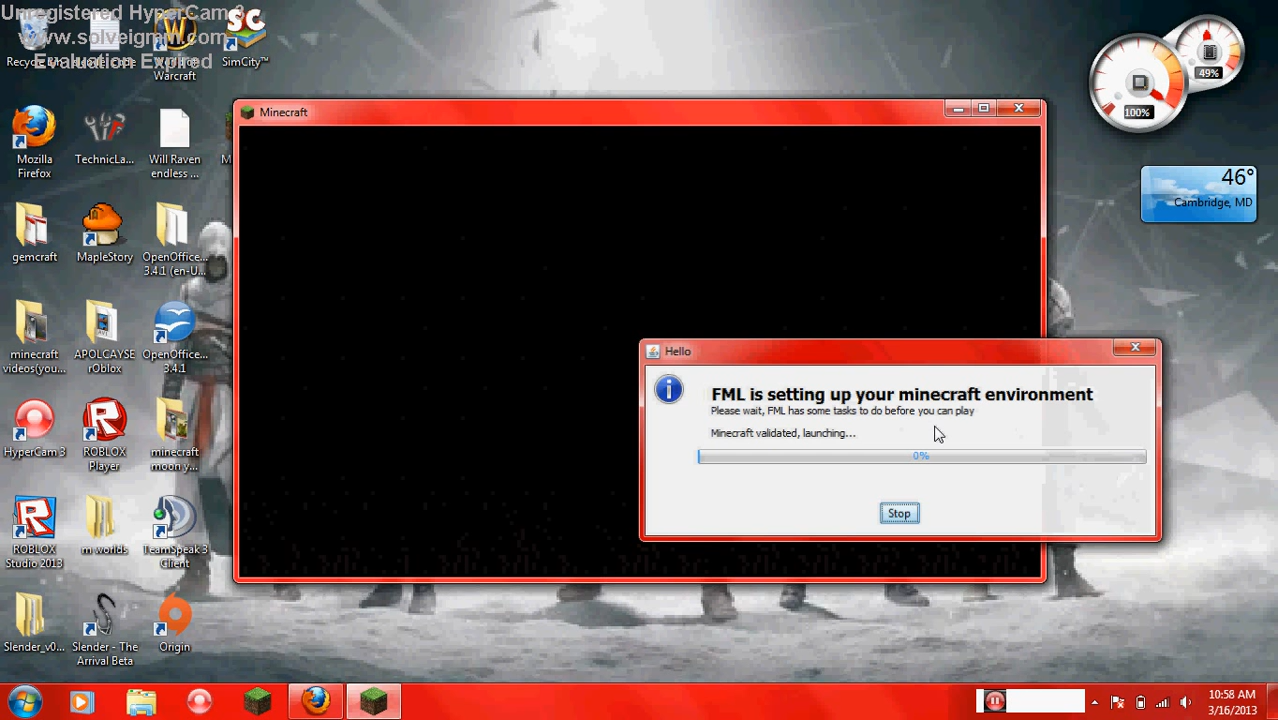 Unregistered HyperCam 3
www.solveigmm.com
Evaluation Expired
World of
Warcraft
SimCity™
49%
100%
46°
Cambridge, MD
Minecraft
Mozilla
Firefox
TechnicLa...
Will Raven
endless ...
gemcraft
MapleStory
OpenOffice...
3.4.1 (en-U...
minecraft
videos(you...
APOLCAYSE
rOblox
OpenOffice...
3.4.1
HyperCam 3
ROBLOX
Player
minecraft
moon y...
ROBLOX
Studio 2013
m worlds
TeamSpeak 3
Client
Slender_v0...
Slender - The
Arrival Beta
Origin
Hello
FML is setting up your minecraft environment
Please wait, FML has some tasks to do before you can play
Minecraft validated, launching...
0%
Stop
10:58 AM
3/16/2013